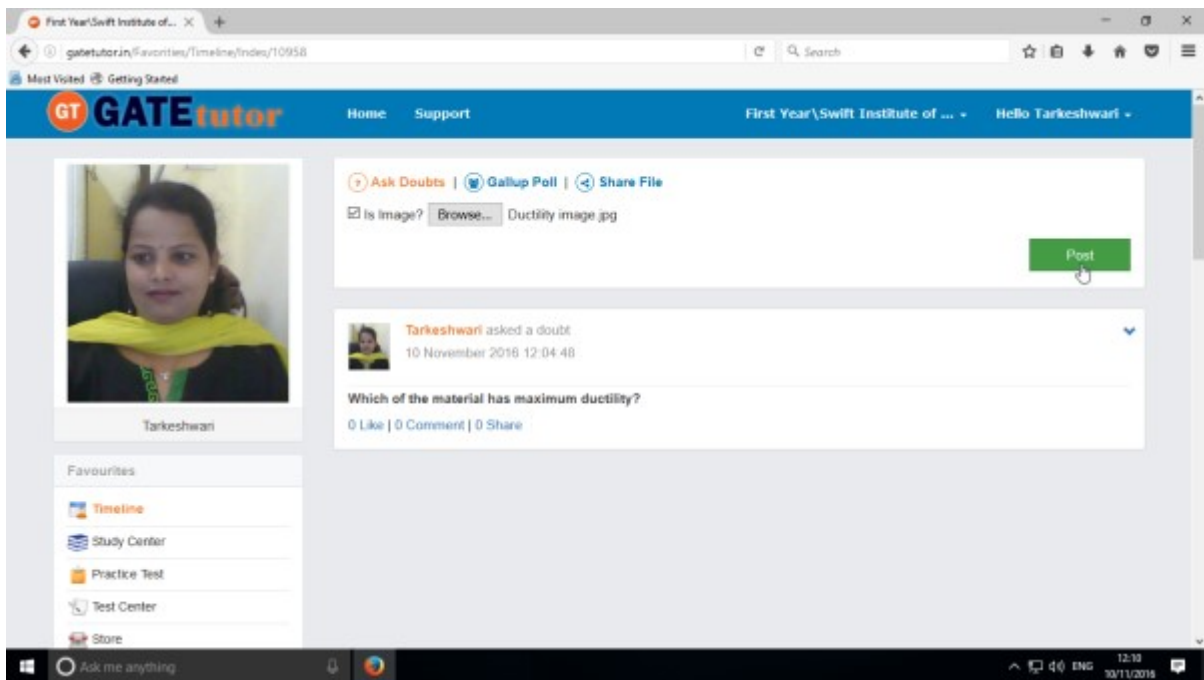 First Year\Swift Institute of...
gatetutor.in/Favorities/Timeline/Index/10958
Search
Most Visited Getting Started
GT GATEtutor
Home Support First Year\Swift Institute of ... Hello Tarkeshwari
Ask Doubts | Gallup Poll | Share File
Is Image? Browse... Ductility image.jpg
Post
Tarkeshwari asked a doubt
10 November 2016 12:04:48
Which of the material has maximum ductility?
0 Like | 0 Comment | 0 Share
Tarkeshwari
Favourites
Timeline
Study Center
Practice Test
Test Center
Store
Ask me anything
ENG
12:10
10/11/2016